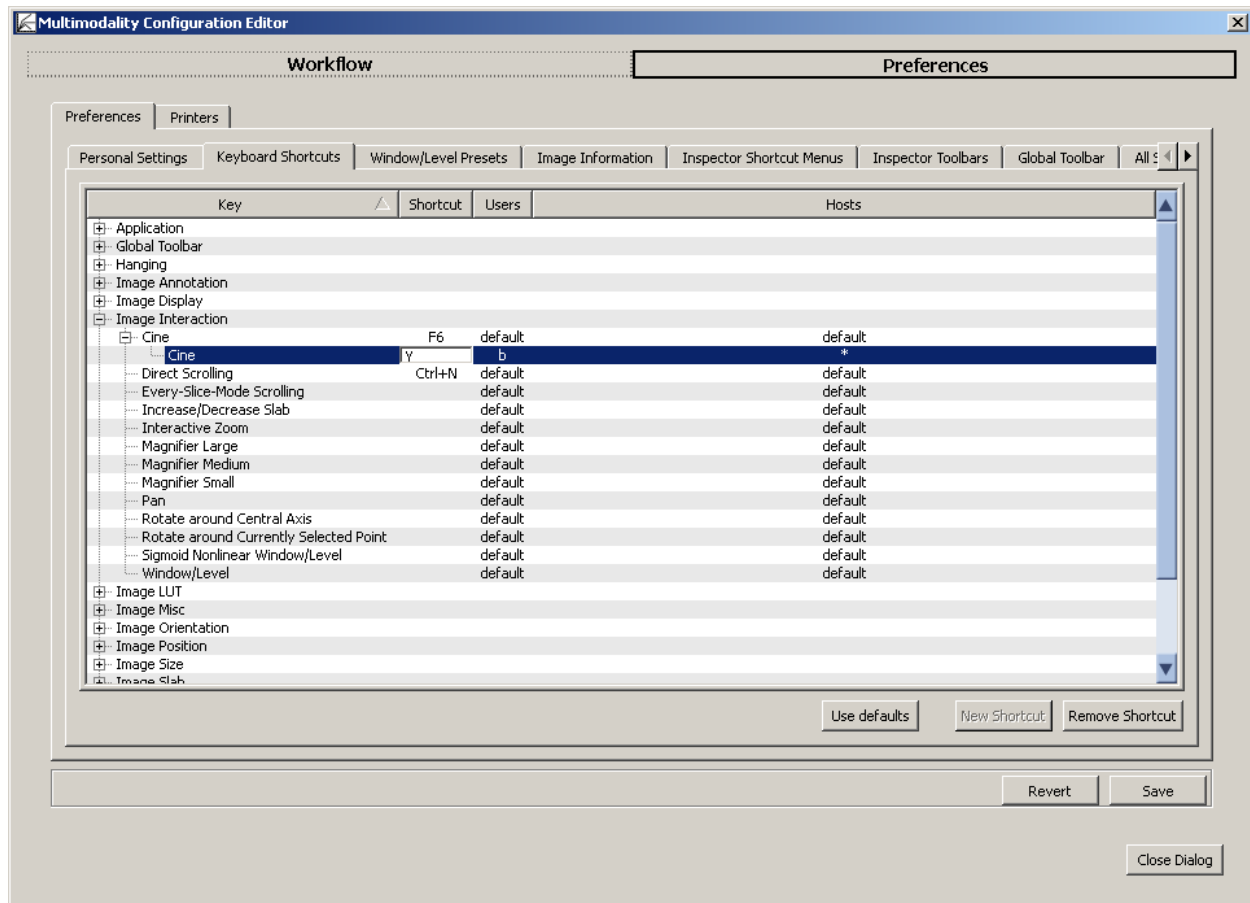 Multimodality Configuration Editor
Workflow Preferences
Preferences Printers
Personal Settings Keyboard Shortcuts Window/Level Presets Image Information Inspector Shortcut Menus Inspector Toolbars Global Toolbar All
Key Shortcut Users Hosts
Application
Global Toolbar
Hanging
Image Annotation
Image Display
Image Interaction
Cine F6 default default
Cine y b *
Direct Scrolling Ctrl+N default default
Every-Slice-Mode Scrolling default default
Increase/Decrease Slab default default
Interactive Zoom default default
Magnifier Large default default
Magnifier Medium default default
Magnifier Small default default
Pan default default
Rotate around Central Axis default default
Rotate around Currently Selected Point default default
Sigmoid Nonlinear Window/Level default default
Window/Level default default
Image LUT
Image Misc
Image Orientation
Image Position
Image Size
Image Slab
Use defaults New Shortcut Remove Shortcut
Revert Save
Close Dialog